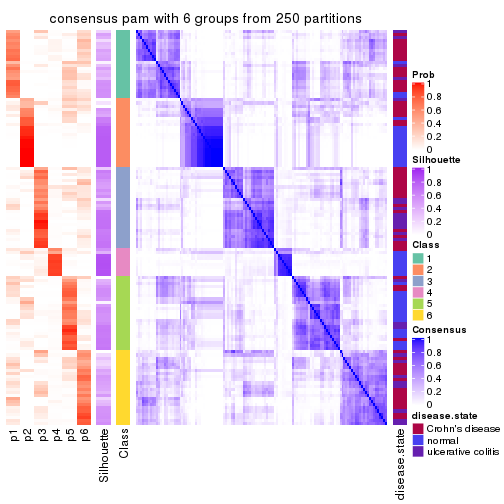 consensus pam with 6 groups from 250 partitions
Prob
1
0.8
0.6
0.4
0.2
0
Silhouette
1
0.8
0.6
0.4
0.2
0
Class
1
2
3
4
5
6
Consensus
1
0.8
0.6
0.4
0.2
0
disease.state
Crohn's disease
normal
ulcerative colitis
p1
p2
p3
p4
p5
p6
Silhouette
Class
disease.state